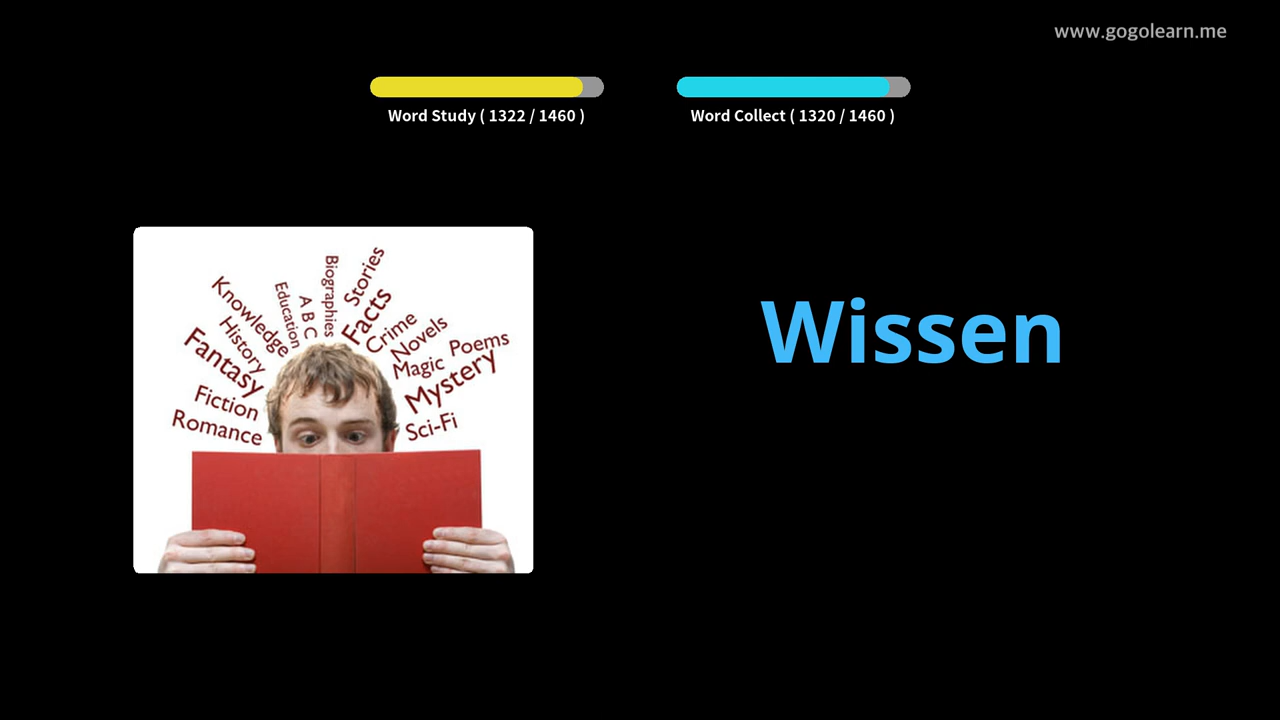 www.gogolearn.me
Word Study ( 1322 / 1460 )
Word Collect ( 1320 / 1460 )
Biographies
Stories
Education
A B C
Facts
Knowledge
History
Crime
Novels
Poems
Fantasy
Magic
Mystery
Fiction
Romance
Sci-Fi
Wissen